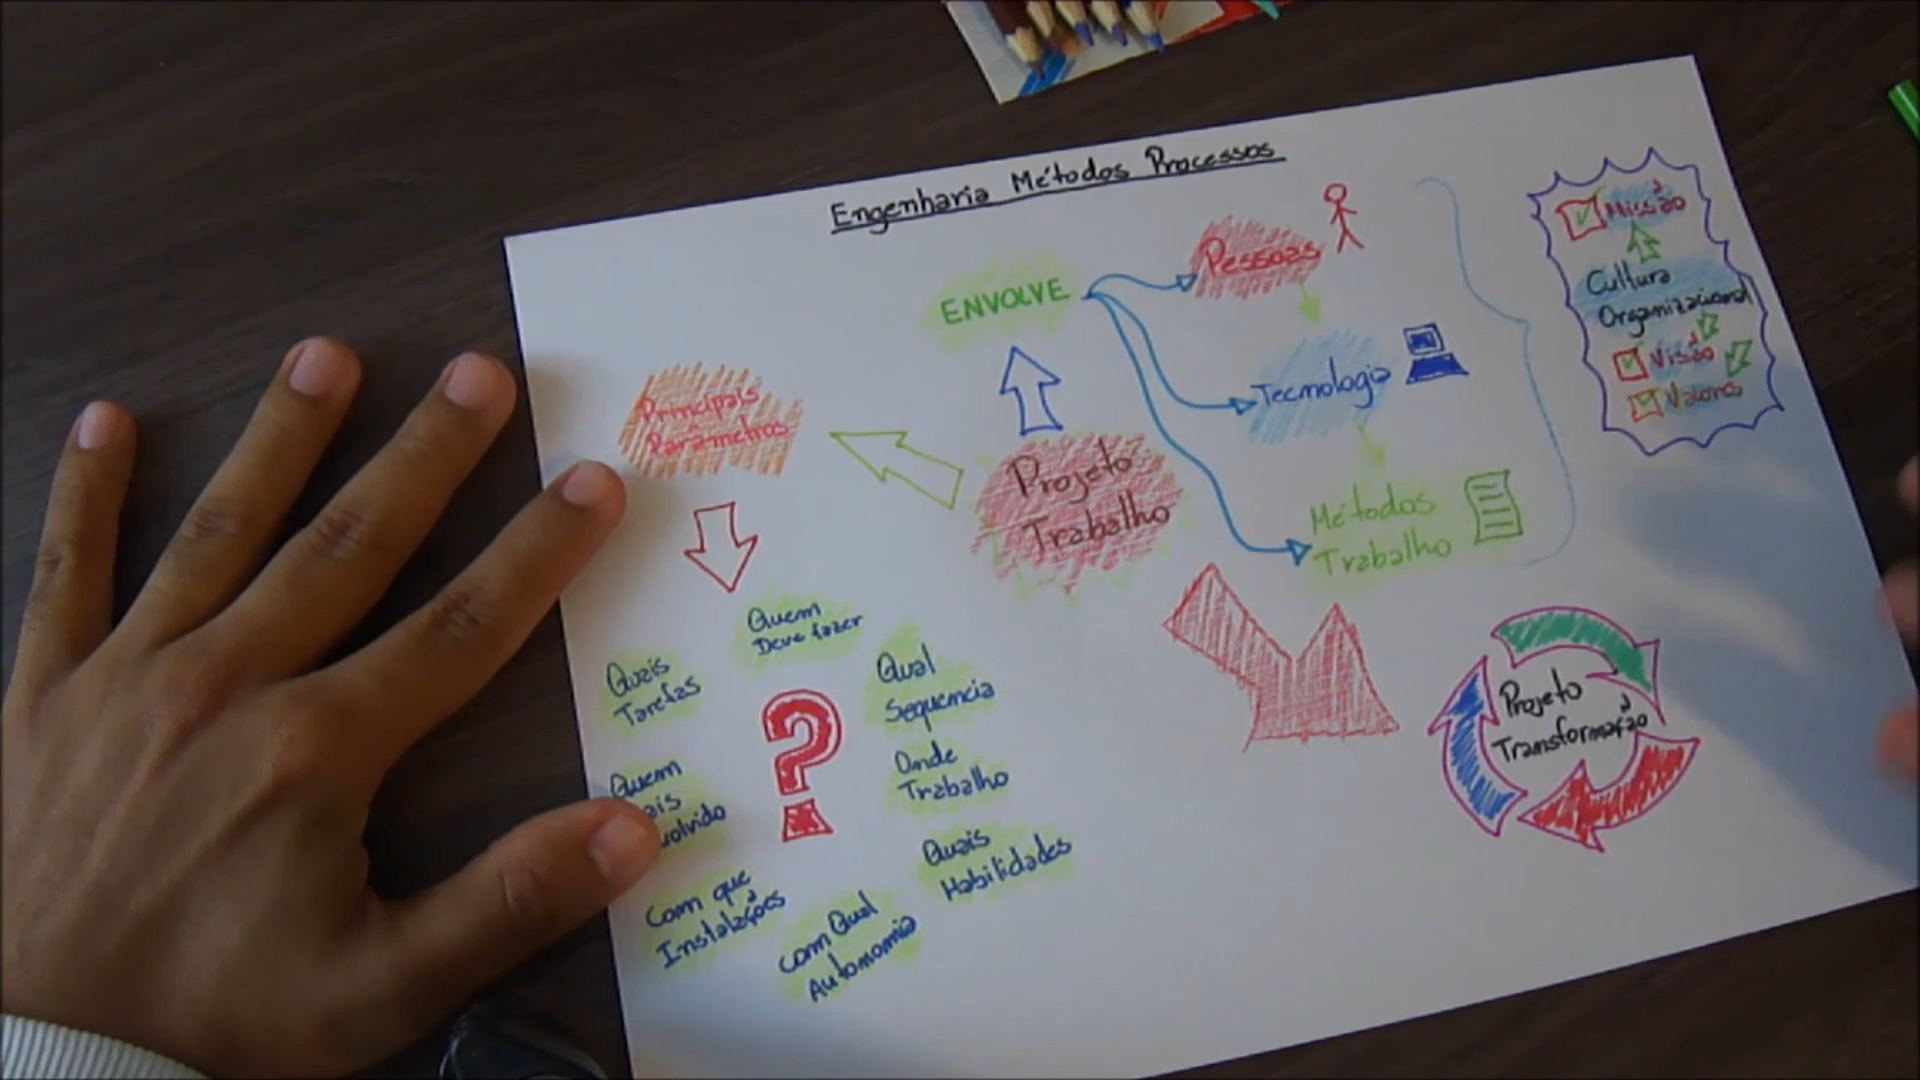 Engenharia Métodos Processos
ENVOLVE
Pessoas
Tecnologia
Métodos
Trabalho
Missão
Cultura
Organizacional
Visão
Valores
Projeto
Trabalho
Principais
Parâmetros
Quem
Deve fazer
Quais
Tarefas
Qual
Sequencia
Onde
Trabalho
Quem
Quais
Habilidades
Com que
Instalações
Com Qual
Autonomia
Projeto
Transformação